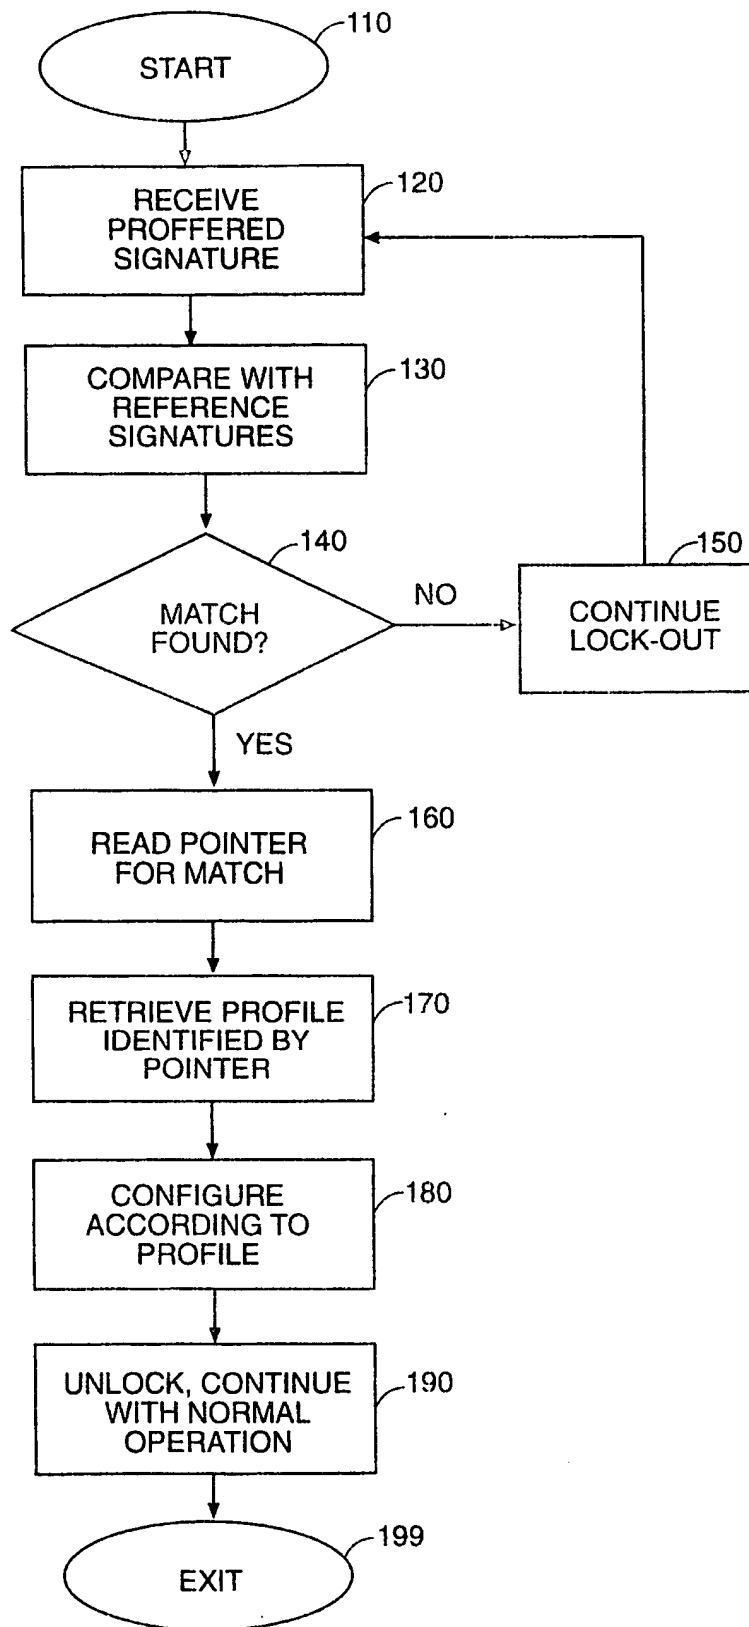 110
START
120
RECEIVE
PROFFERED
SIGNATURE
130
COMPARE WITH
REFERENCE
SIGNATURES
140
MATCH
FOUND?
NO
150
CONTINUE
LOCK-OUT
YES
160
READ POINTER
FOR MATCH
170
RETRIEVE PROFILE
IDENTIFIED BY
POINTER
180
CONFIGURE
ACCORDING TO
PROFILE
190
UNLOCK, CONTINUE
WITH NORMAL
OPERATION
199
EXIT